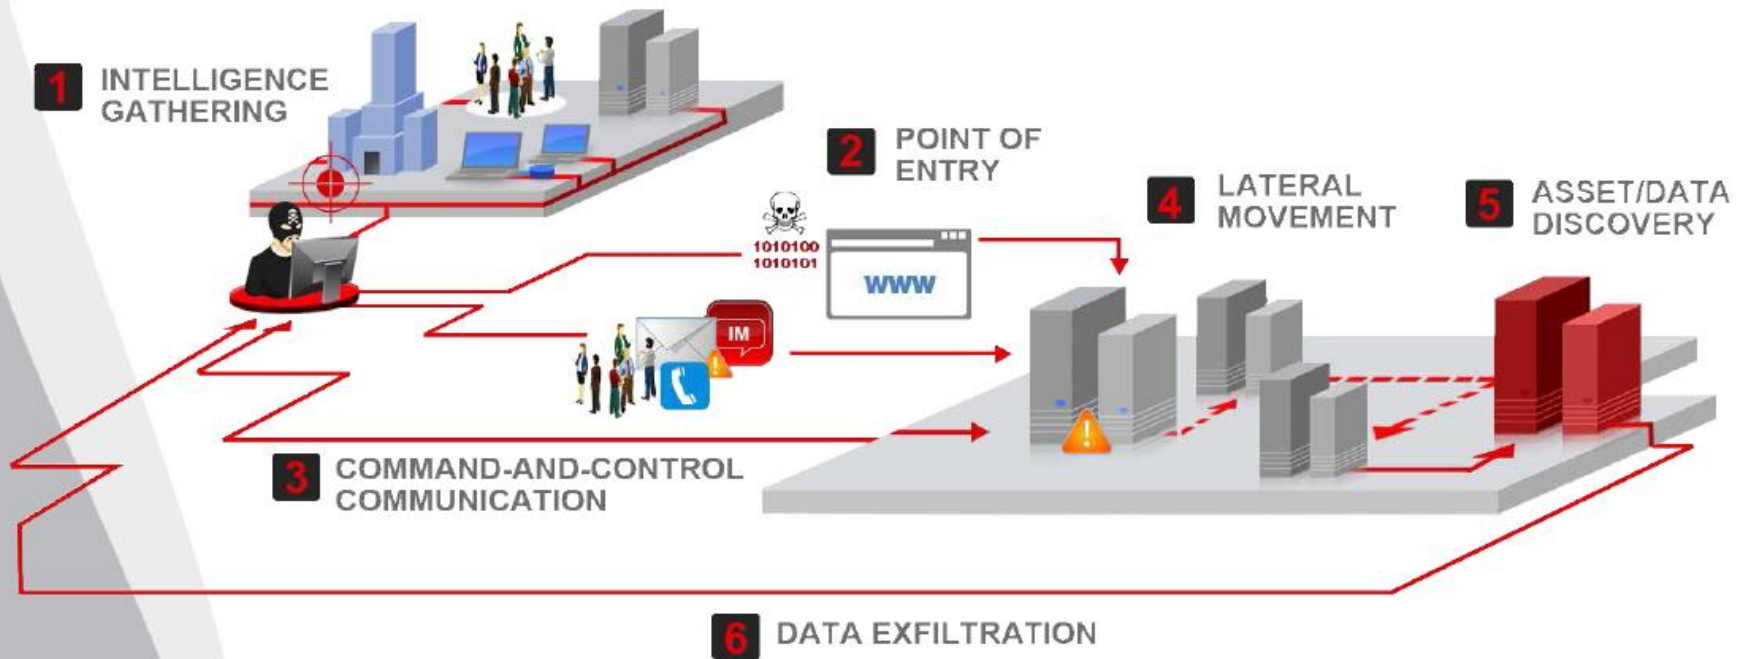 1
INTELLIGENCE
GATHERING
2
POINT OF
ENTRY
4
LATERAL
MOVEMENT
5
ASSET/DATA
DISCOVERY
1010100
1010101
WWW
IM
!
!
3
COMMAND-AND-CONTROL
COMMUNICATION
6
DATA EXFILTRATION